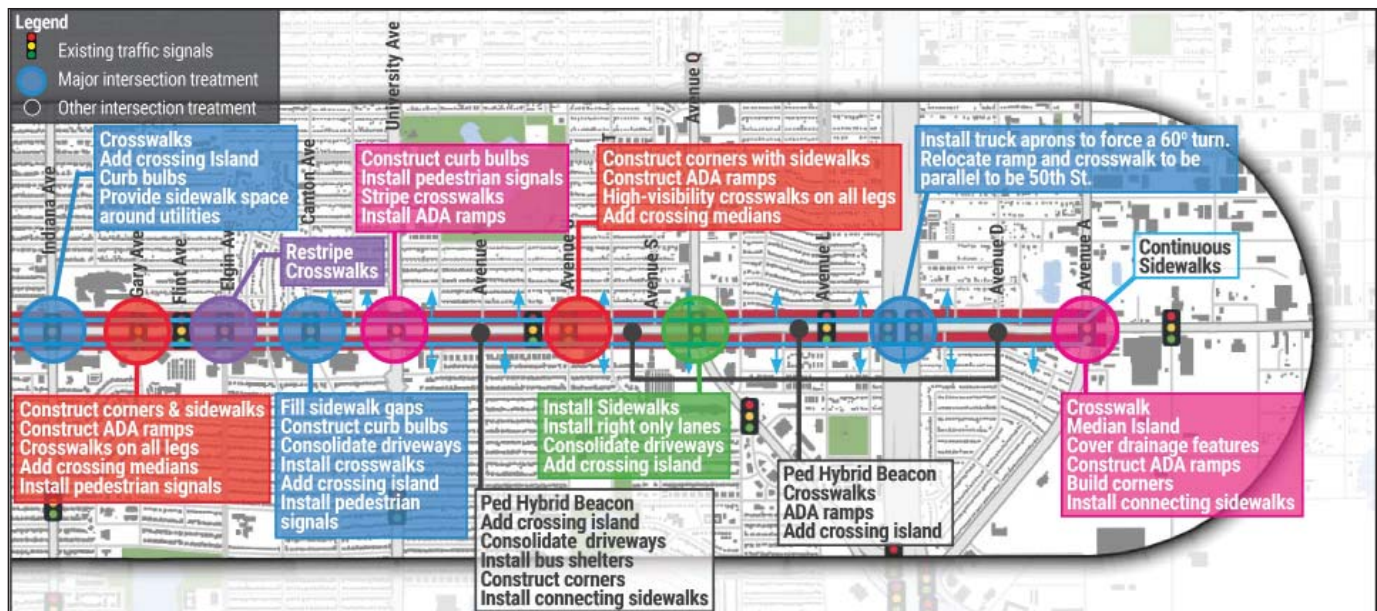 Legend
Existing traffic signals
Major intersection treatment
Other intersection treatment
University Ave
Avenue Q
Indiana Ave
Gary Ave
Flint Ave
Elgin Ave
Canton Ave
Avenue
Avenue
Avenue S
Avenue
Avenue D
Avenue A
Crosswalks
Add crossing Island
Curb bulbs
Provide sidewalk space
around utilities
Restripe
Crosswalks
Construct curb bulbs
Install pedestrian signals
Stripe crosswalks
Install ADA ramps
Construct corners with sidewalks
Construct ADA ramps
High-visibility crosswalks on all legs
Add crossing medians
Install truck aprons to force a 60º turn.
Relocate ramp and crosswalk to be
parallel to be 50th St.
Continuous
Sidewalks
Construct corners & sidewalks
Construct ADA ramps
Crosswalks on all legs
Add crossing medians
Install pedestrian signals
Fill sidewalk gaps
Construct curb bulbs
Consolidate driveways
Install crosswalks
Add crossing island
Install pedestrian
signals
Ped Hybrid Beacon
Add crossing island
Consolidate driveways
Install bus shelters
Construct corners
Install connecting sidewalks
Install Sidewalks
Install right only lanes
Consolidate driveways
Add crossing island
Ped Hybrid Beacon
Crosswalks
ADA ramps
Add crossing island
Crosswalk
Median Island
Cover drainage features
Construct ADA ramps
Build corners
Install connecting sidewalks